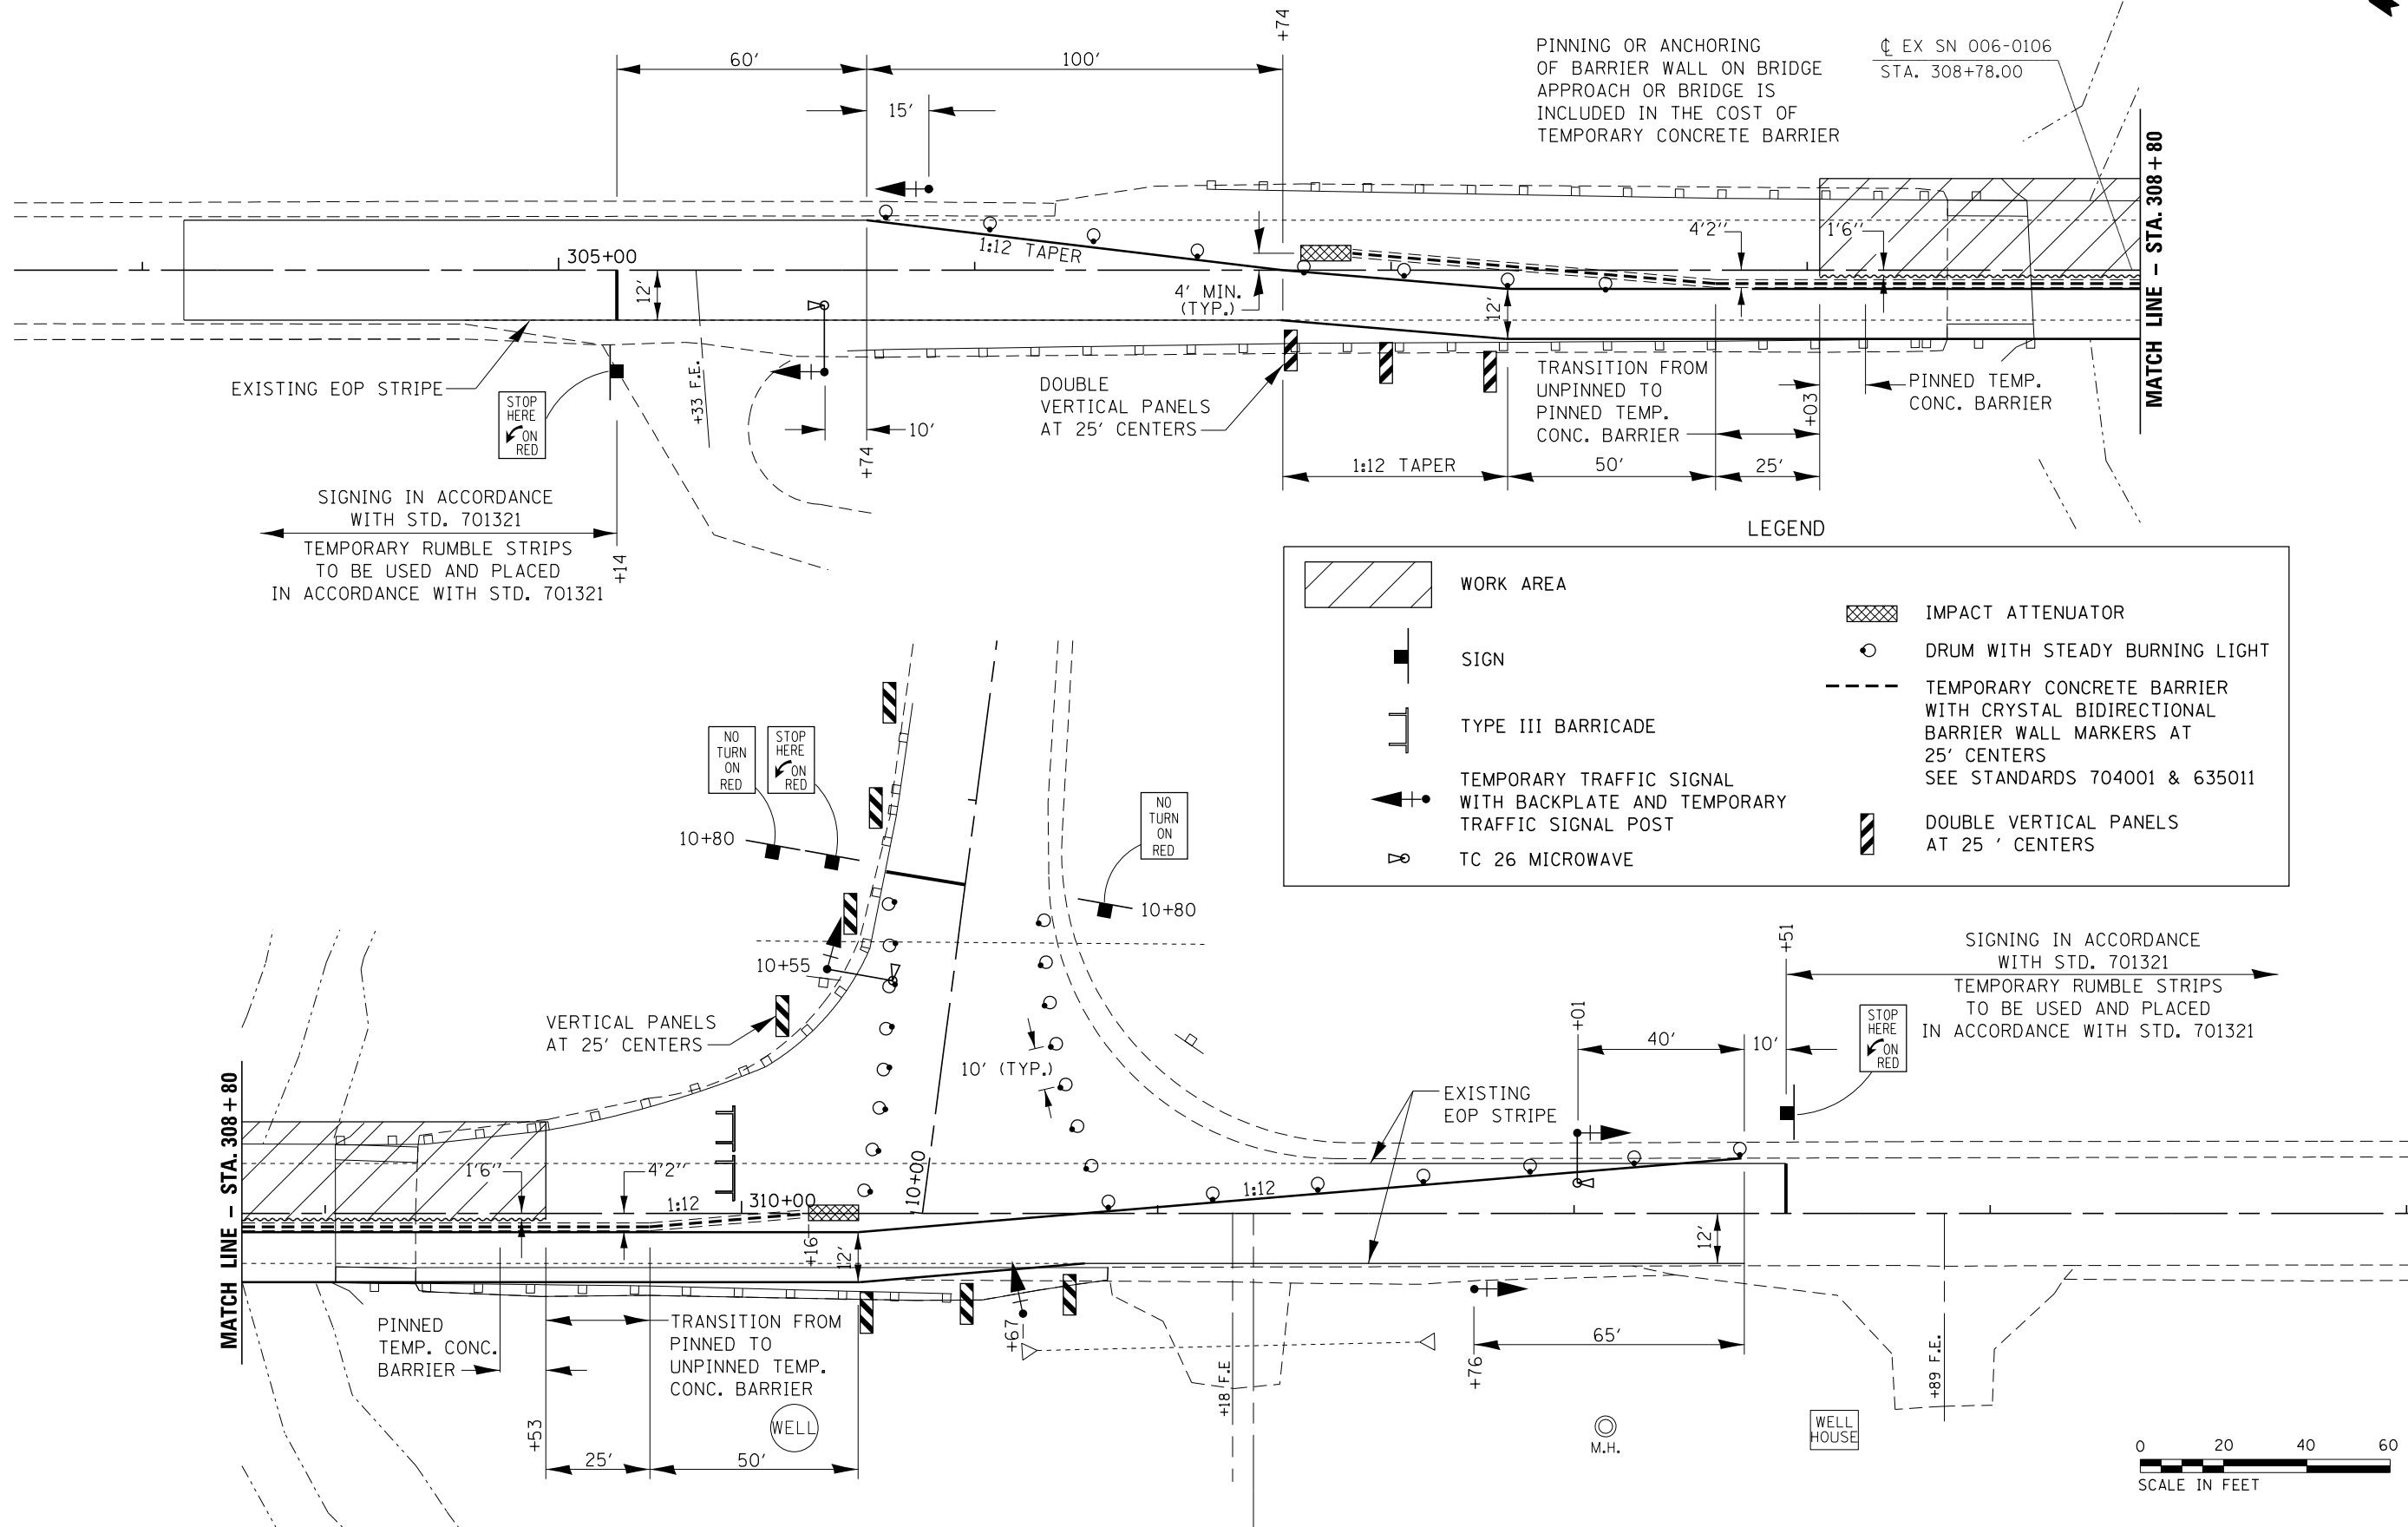 +74
60′
100′
15′
PINNING OR ANCHORING
OF BARRIER WALL ON BRIDGE
APPROACH OR BRIDGE IS
INCLUDED IN THE COST OF
TEMPORARY CONCRETE BARRIER
℄ EX SN 006-0106
STA. 308+78.00
MATCH LINE - STA. 308+80
305+00
1:12 TAPER
12′
4′ MIN.
(TYP.)
4′2′′
1′6′′
12′
EXISTING EOP STRIPE
STOP
HERE
ON
RED
+33 F.E.
10′
+74
DOUBLE
VERTICAL PANELS
AT 25′ CENTERS
TRANSITION FROM
UNPINNED TO
PINNED TEMP.
CONC. BARRIER
+03
PINNED TEMP.
CONC. BARRIER
1:12 TAPER
50′
25′
SIGNING IN ACCORDANCE
WITH STD. 701321
TEMPORARY RUMBLE STRIPS
TO BE USED AND PLACED
IN ACCORDANCE WITH STD. 701321
+14
LEGEND
WORK AREA
SIGN
TYPE III BARRICADE
TEMPORARY TRAFFIC SIGNAL
WITH BACKPLATE AND TEMPORARY
TRAFFIC SIGNAL POST
TC 26 MICROWAVE
IMPACT ATTENUATOR
DRUM WITH STEADY BURNING LIGHT
TEMPORARY CONCRETE BARRIER
WITH CRYSTAL BIDIRECTIONAL
BARRIER WALL MARKERS AT
25′ CENTERS
SEE STANDARDS 704001 & 635011
DOUBLE VERTICAL PANELS
AT 25 ′ CENTERS
NO
TURN
ON
RED
STOP
HERE
ON
RED
10+80
NO
TURN
ON
RED
10+80
10+55
VERTICAL PANELS
AT 25′ CENTERS
10′ (TYP.)
10+00
EXISTING
EOP STRIPE
+01
40′
10′
+51
STOP
HERE
ON
RED
SIGNING IN ACCORDANCE
WITH STD. 701321
TEMPORARY RUMBLE STRIPS
TO BE USED AND PLACED
IN ACCORDANCE WITH STD. 701321
MATCH LINE - STA. 308+80
1′6′′
4′2′′
1:12
310+00
1:12
+16
12′
12′
PINNED
TEMP. CONC.
BARRIER
TRANSITION FROM
PINNED TO
UNPINNED TEMP.
CONC. BARRIER
+67
65′
+76
+18 F.E
+89 F.E.
+53
WELL
25′
50′
M.H.
WELL
HOUSE
0 20 40 60
SCALE IN FEET